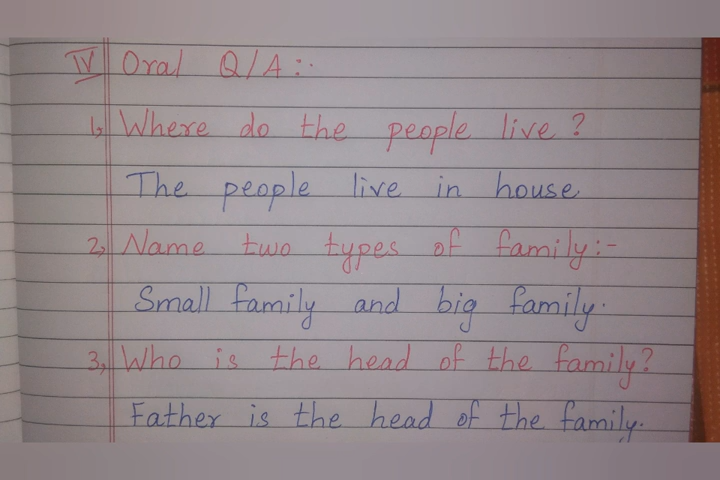 IV Oral Q/A :-
1, Where do the people live ?
The people live in house
2, Name two types of family :-
Small family and big family.
3, Who is the head of the family?
Father is the head of the family.